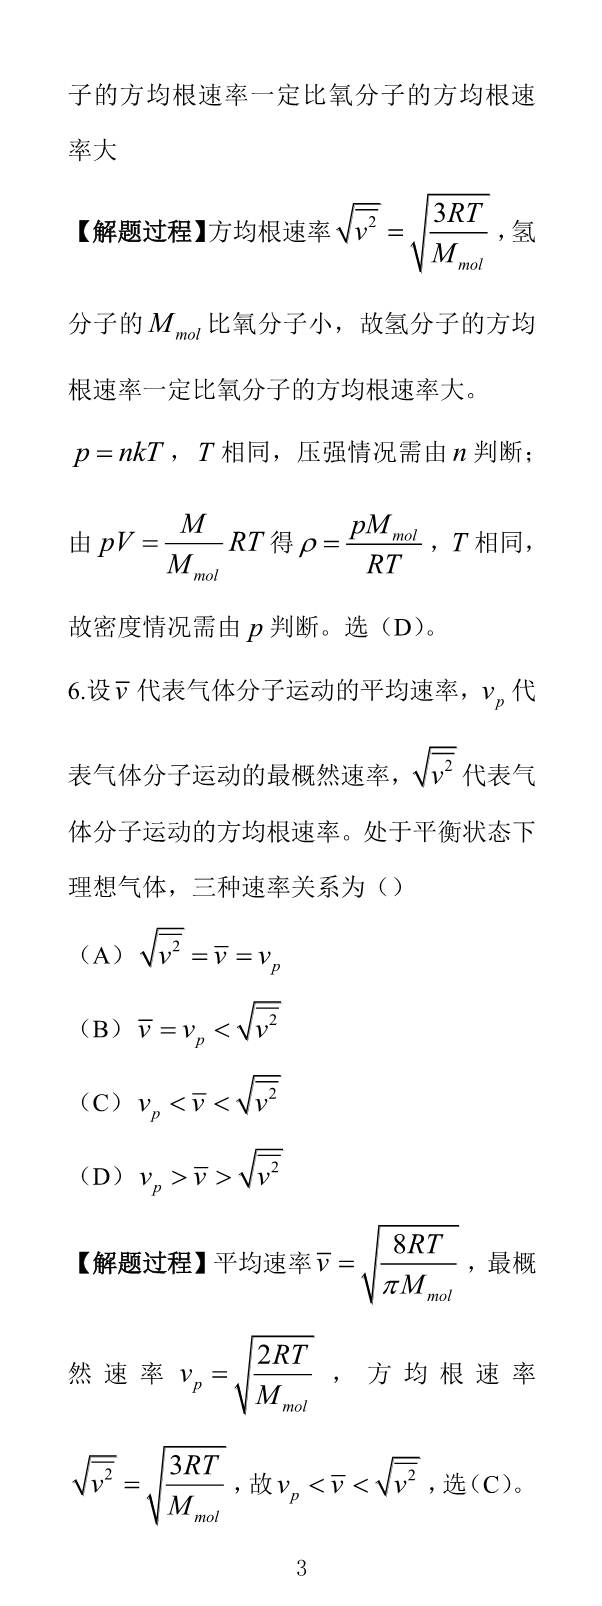 子的方均根速率一定比氧分子的方均根速
率大
【解题过程】方均根速率 $\sqrt{\overline{v^2}} = \sqrt{\frac{3RT}{M_{mol}}}$，氢
分子的 $M_{mol}$ 比氧分子小，故氢分子的方均
根速率一定比氧分子的方均根速率大。
$p = nkT$，$T$ 相同，压强情况需由 $n$ 判断；
由 $pV = \frac{M}{M_{mol}} RT$ 得 $\rho = \frac{pM_{mol}}{RT}$，$T$ 相同，
故密度情况需由 $p$ 判断。选（D）。
6.设 $\overline{v}$ 代表气体分子运动的平均速率，$v_p$ 代
表气体分子运动的最概然速率，$\sqrt{\overline{v^2}}$ 代表气
体分子运动的方均根速率。处于平衡状态下
理想气体，三种速率关系为（）
（A）$\sqrt{\overline{v^2}} = \overline{v} = v_p$
（B）$\overline{v} = v_p < \sqrt{\overline{v^2}}$
（C）$v_p < \overline{v} < \sqrt{\overline{v^2}}$
（D）$v_p > \overline{v} > \sqrt{\overline{v^2}}$
【解题过程】平均速率 $\overline{v} = \sqrt{\frac{8RT}{\pi M_{mol}}}$，最概
然速率 $v_p = \sqrt{\frac{2RT}{M_{mol}}}$，方均根速率
$\sqrt{\overline{v^2}} = \sqrt{\frac{3RT}{M_{mol}}}$，故 $v_p < \overline{v} < \sqrt{\overline{v^2}}$，选（C）。
3